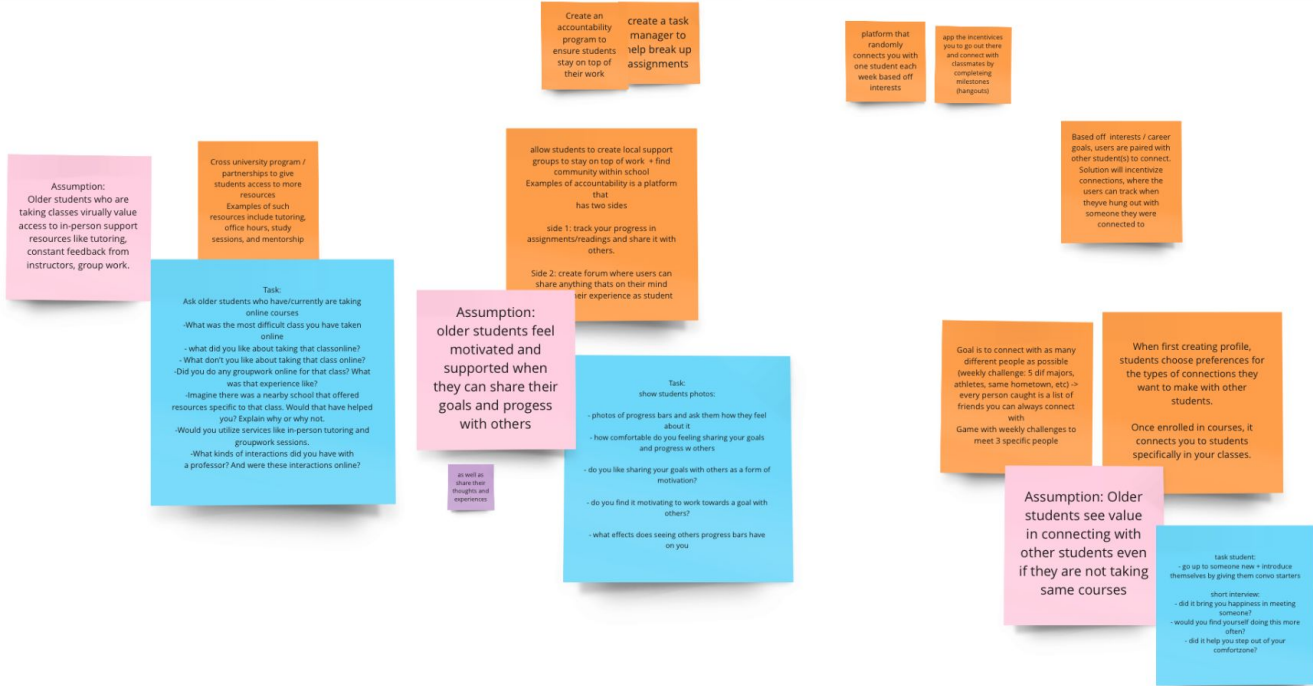 Create an
accountability
program to
ensure students
stay on top of
their work
create a task
manager to
help break up
assignments
platform that
randomly
connects you with
one student each
week based off
interests
app the incentivices
you to go out there
and connect with
classmates by
completeing
milestones
(hangouts)
Assumption:
Older students who are
taking classes virually value
access to in-person support
resources like tutoring,
constant feedback from
instructors, group work.
Cross university program /
partnerships to give
students access to more
resources
Examples of such
resources include tutoring,
office hours, study
sessions, and mentorship
Task:
Ask older students who have/currently are taking
online courses
-What was the most difficult class you have taken
online
- what did you like about taking that classonline?
- What don't you like about taking that class online?
-Did you do any groupwork online for that class? What
was that experience like?
-Imagine there was a nearby school that offered
resources specific to that class. Would that have helped
you? Explain why or why not.
-Would you utilize services like in-person tutoring and
groupwork sessions.
-What kinds of interactions did you have with
a professor? And were these interactions online?
allow students to create local support
groups to stay on top of work + find
community within school
Examples of accountability is a platform
that
has two sides
side 1: track your progress in
assignments/readings and share it with
others.
Side 2: create forum where users can
share anything thats on their mind
heir experience as student
Assumption:
older students feel
motivated and
supported when
they can share their
goals and progess
with others
as well as
share their
thoughts and
experiences
Task:
show students photos:
- photos of progress bars and ask them how they feel
about it
- how comfortable do you feeling sharing your goals
and progress w others
- do you like sharing your goals with others as a form of
motivation?
- do you find it motivating to work towards a goal with
others?
- what effects does seeing others progress bars have
on you
Based off interests / career
goals, users are paired with
other student(s) to connect.
Solution will incentivize
connections, where the
users can track when
theyve hung out with
someone they were
connected to
Goal is to connect with as many
different people as possible
(weekly challenge: 5 dif majors,
athletes, same hometown, etc) ->
every person caught is a list of
friends you can always connect
with
Game with weekly challenges to
meet 3 specific people
When first creating profile,
students choose preferences for
the types of connections they
want to make with other
students.
Once enrolled in courses, it
connects you to students
specifically in your classes.
Assumption: Older
students see value
in connecting with
other students even
if they are not taking
same courses
task student:
- go up to someone new + introduce
themselves by giving them convo starters
short interview:
- did it bring you happiness in meeting
someone?
- would you find yourself doing this more
often?
- did it help you step out of your
comfortzone?